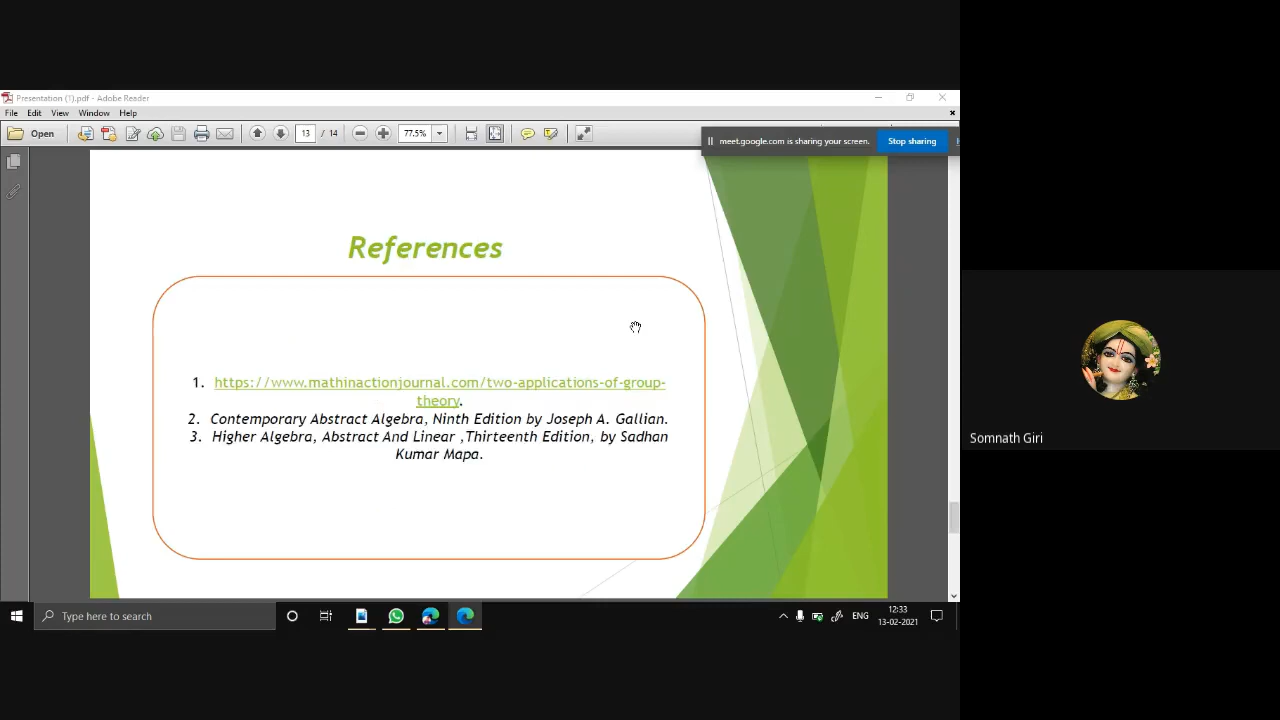 Presentation (1).pdf - Adobe Reader
File Edit View Window Help
Open 13 / 14 77.5%
meet.google.com is sharing your screen. Stop sharing
References
1. https://www.mathinactionjournal.com/two-applications-of-group-
theory.
2. Contemporary Abstract Algebra, Ninth Edition by Joseph A. Gallian.
3. Higher Algebra, Abstract And Linear ,Thirteenth Edition, by Sadhan
Kumar Mapa.
Somnath Giri
Type here to search
ENG
12:33
13-02-2021